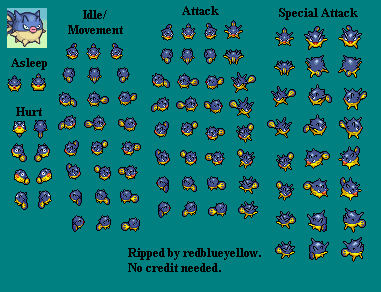 Idle/
Movement
Attack
Special Attack
Asleep
Hurt
Ripped by redblueyellow.
No credit needed.